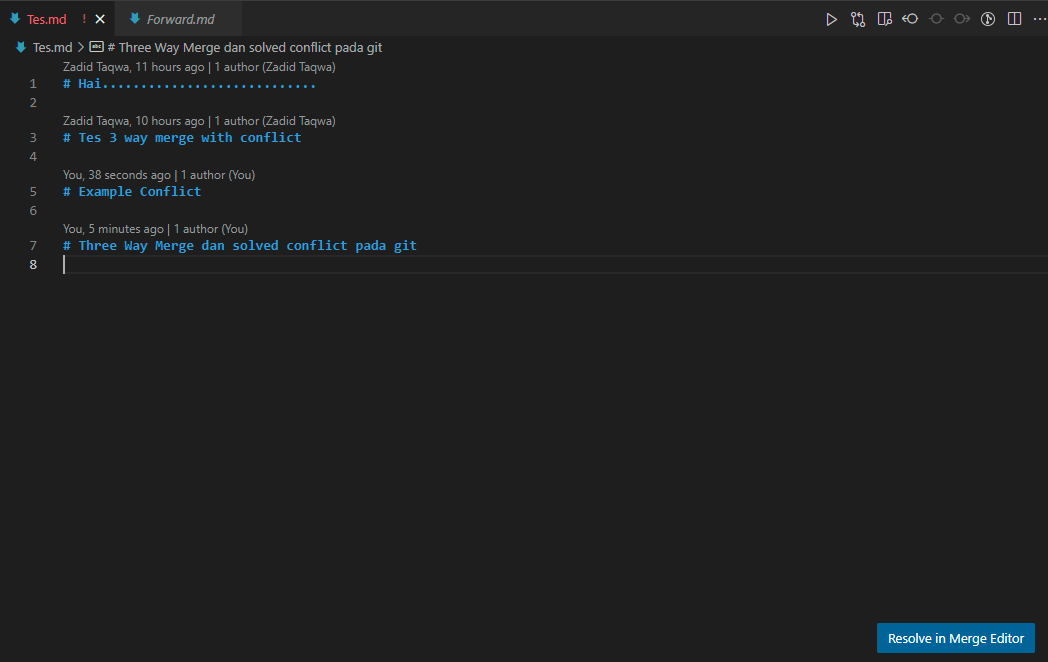 Tes.md !
Forward.md
Tes.md > # Three Way Merge dan solved conflict pada git
Zadid Taqwa, 11 hours ago | 1 author (Zadid Taqwa)
1 # Hai............................
2
Zadid Taqwa, 10 hours ago | 1 author (Zadid Taqwa)
3 # Tes 3 way merge with conflict
4
You, 38 seconds ago | 1 author (You)
5 # Example Conflict
6
You, 5 minutes ago | 1 author (You)
7 # Three Way Merge dan solved conflict pada git
8
Resolve in Merge Editor